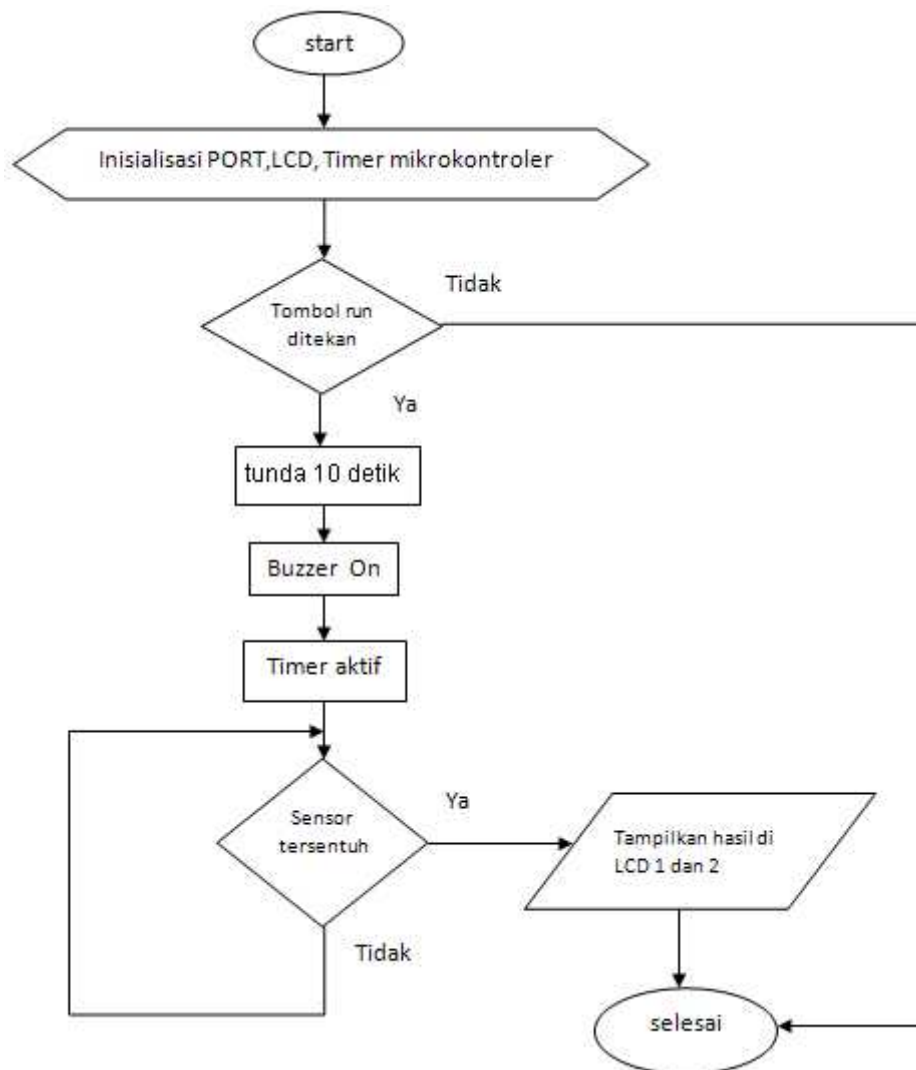 start
Inisialisasi PORT,LCD, Timer mikrokontroler
Tidak
Tombol run
ditekan
Ya
tunda 10 detik
Buzzer On
Timer aktif
Sensor
tersentuh
Ya
Tampilkan hasil di
LCD 1 dan 2
Tidak
selesai